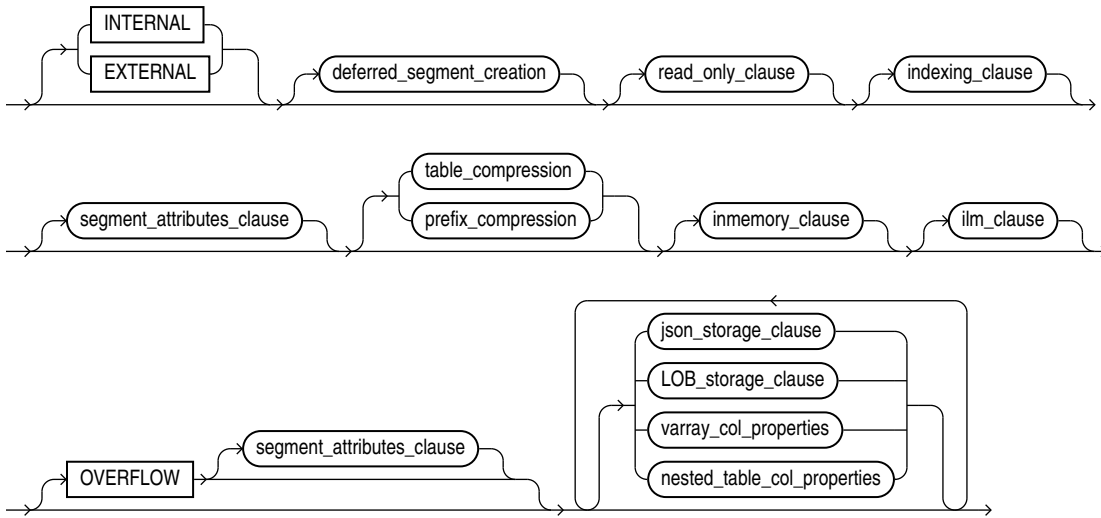 INTERNAL
EXTERNAL
deferred_segment_creation
read_only_clause
indexing_clause
segment_attributes_clause
table_compression
prefix_compression
inmemory_clause
ilm_clause
OVERFLOW
segment_attributes_clause
json_storage_clause
LOB_storage_clause
varray_col_properties
nested_table_col_properties